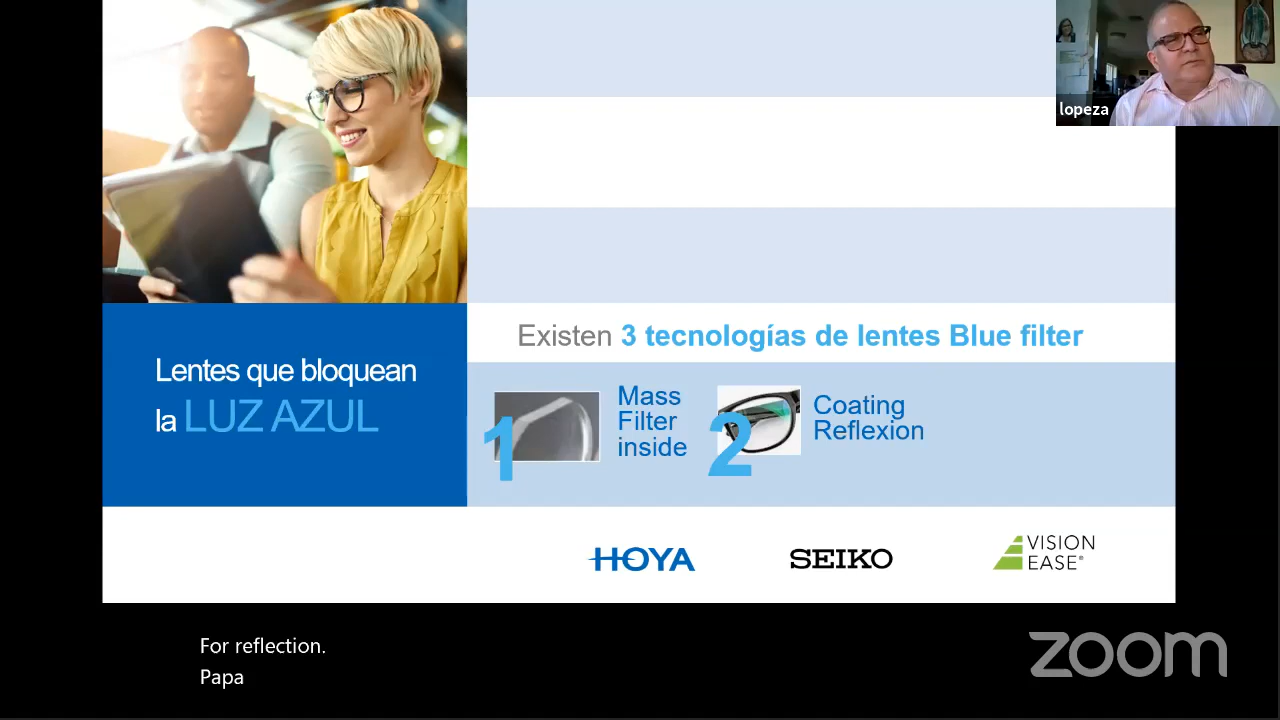 lopeza
Existen 3 tecnologías de lentes Blue filter
Lentes que bloquean
la LUZ AZUL
1
Mass
Filter
inside
2
Coating
Reflexion
HOYA
SEIKO
VISION
EASE®
For reflection.
Papa
zoom